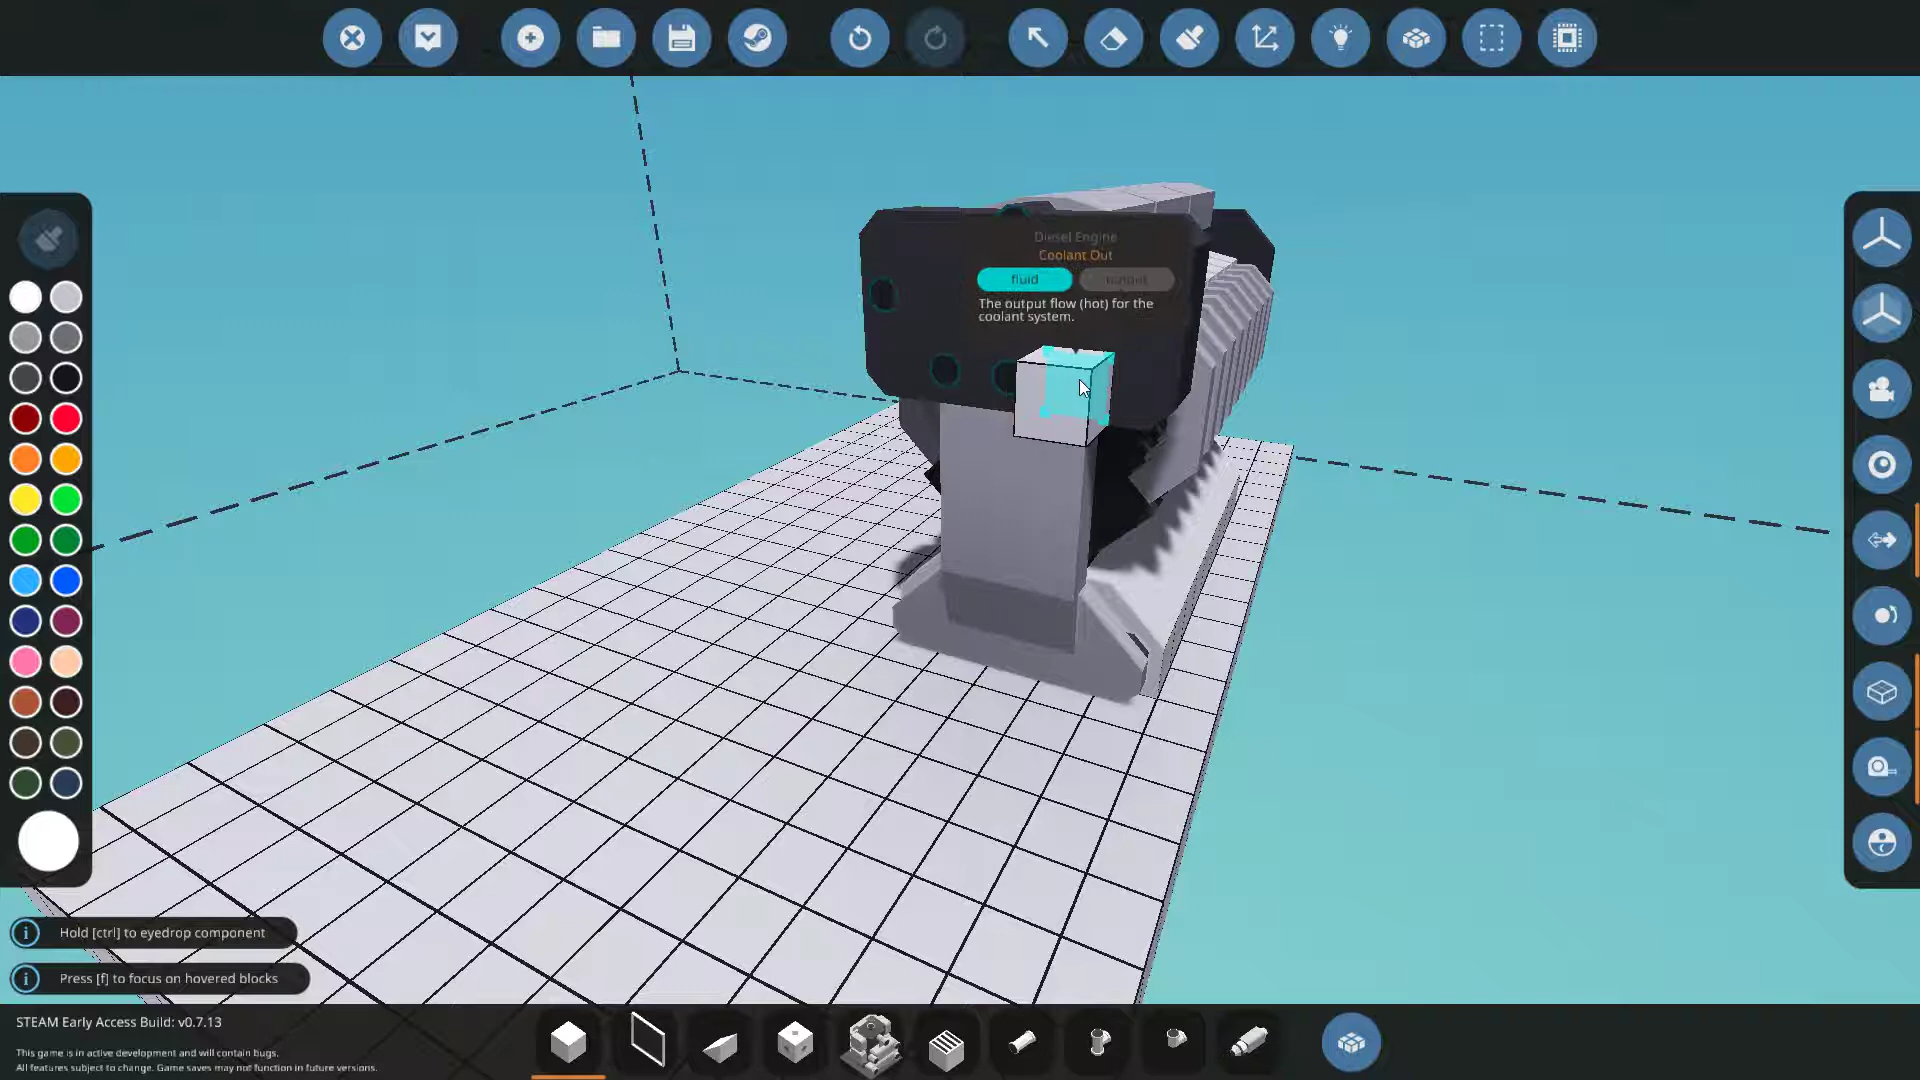 Diesel Engine
Coolant Out
fluid output
The output flow (hot) for the
coolant system.
Hold [ctrl] to eyedrop component
Press [f] to focus on hovered blocks
STEAM Early Access Build: v0.7.13
This game is in active development and will contain bugs.
All features subject to change. Game saves may not function in future versions.